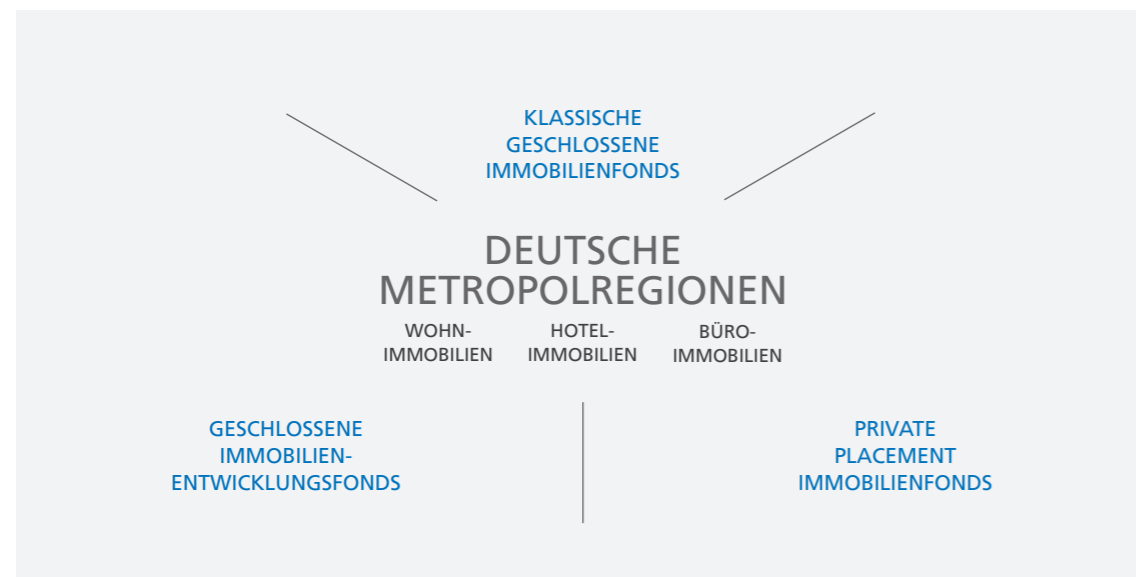 KLASSISCHE
GESCHLOSSENE
IMMOBILIENFONDS
DEUTSCHE
METROPOLREGIONEN
WOHN-
IMMOBILIEN
HOTEL-
IMMOBILIEN
BÜRO-
IMMOBILIEN
GESCHLOSSENE
IMMOBILIEN-
ENTWICKLUNGSFONDS
PRIVATE
PLACEMENT
IMMOBILIENFONDS